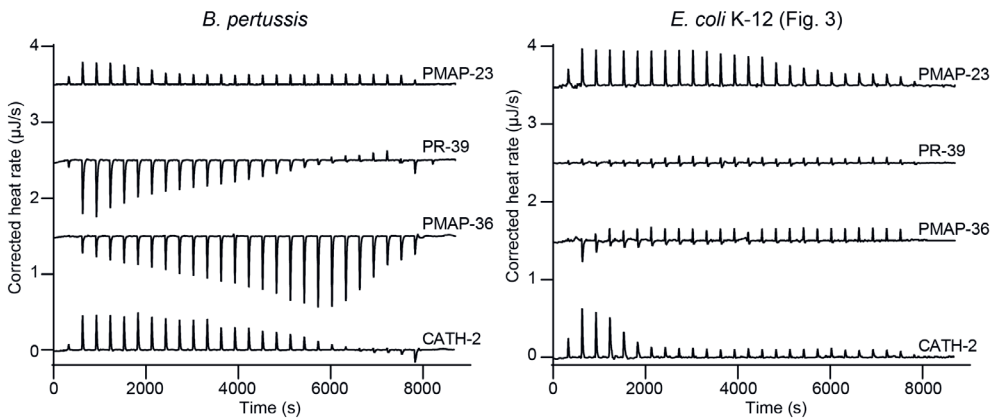 B. pertussis
Corrected heat rate (µJ/s)
4
3
2
1
0
PMAP-23
PR-39
PMAP-36
CATH-2
0 2000 4000 6000 8000
Time (s)
E. coli K-12 (Fig. 3)
Corrected heat rate (µJ/s)
4
3
2
1
0
PMAP-23
PR-39
PMAP-36
CATH-2
0 2000 4000 6000 8000
Time (s)